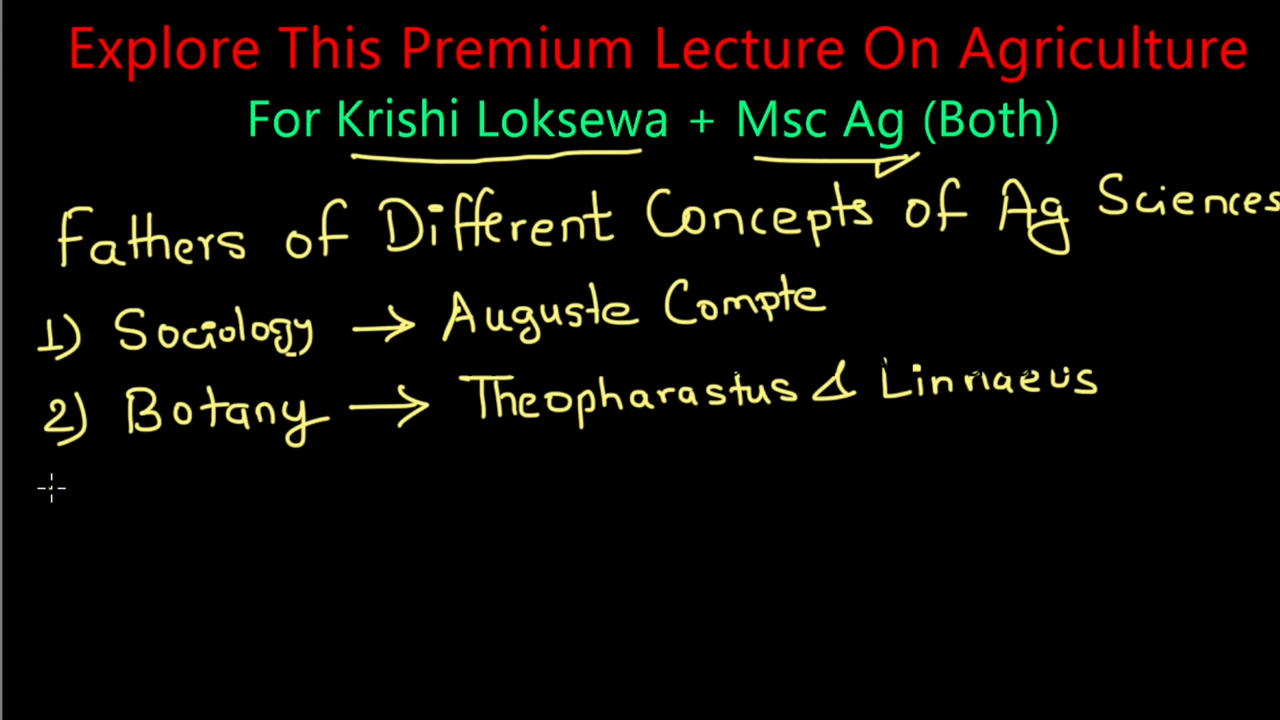 Explore This Premium Lecture On Agriculture
For Krishi Loksewa + Msc Ag (Both)
Fathers of Different Concepts of Ag Sciences
1) Sociology → Auguste Compte
2) Botany → Theopharastus & Linnaeus